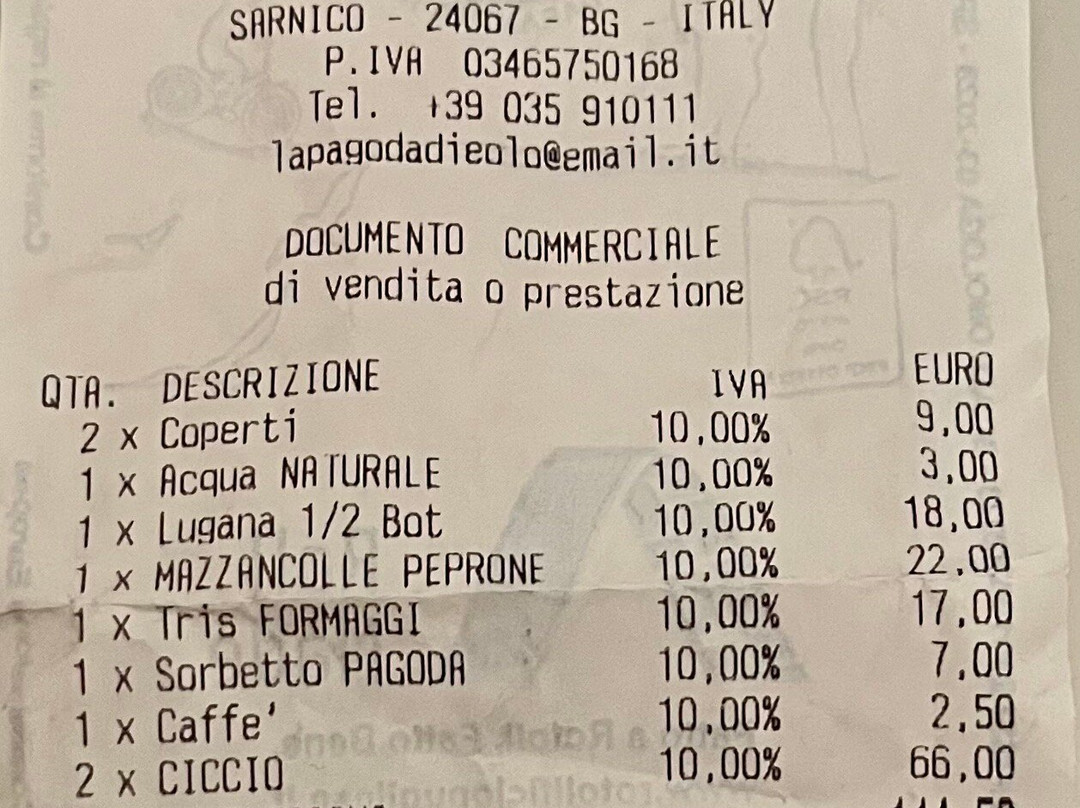 SARNICO - 24067 - BG - ITALY
P.IVA 03465750168
Tel. +39 035 910111
lapagodadieolo@email.it
DOCUMENTO COMMERCIALE
di vendita o prestazione
QTA. DESCRIZIONE IVA EURO
2 x Coperti 10,00% 9,00
1 x Acqua NATURALE 10,00% 3,00
1 x Lugana 1/2 Bot 10,00% 18,00
1 x MAZZANCOLLE PEPRONE 10,00% 22,00
1 x Tris FORMAGGI 10,00% 17,00
1 x Sorbetto PAGODA 10,00% 7,00
1 x Caffe' 10,00% 2,50
2 x CICCIO 10,00% 66,00